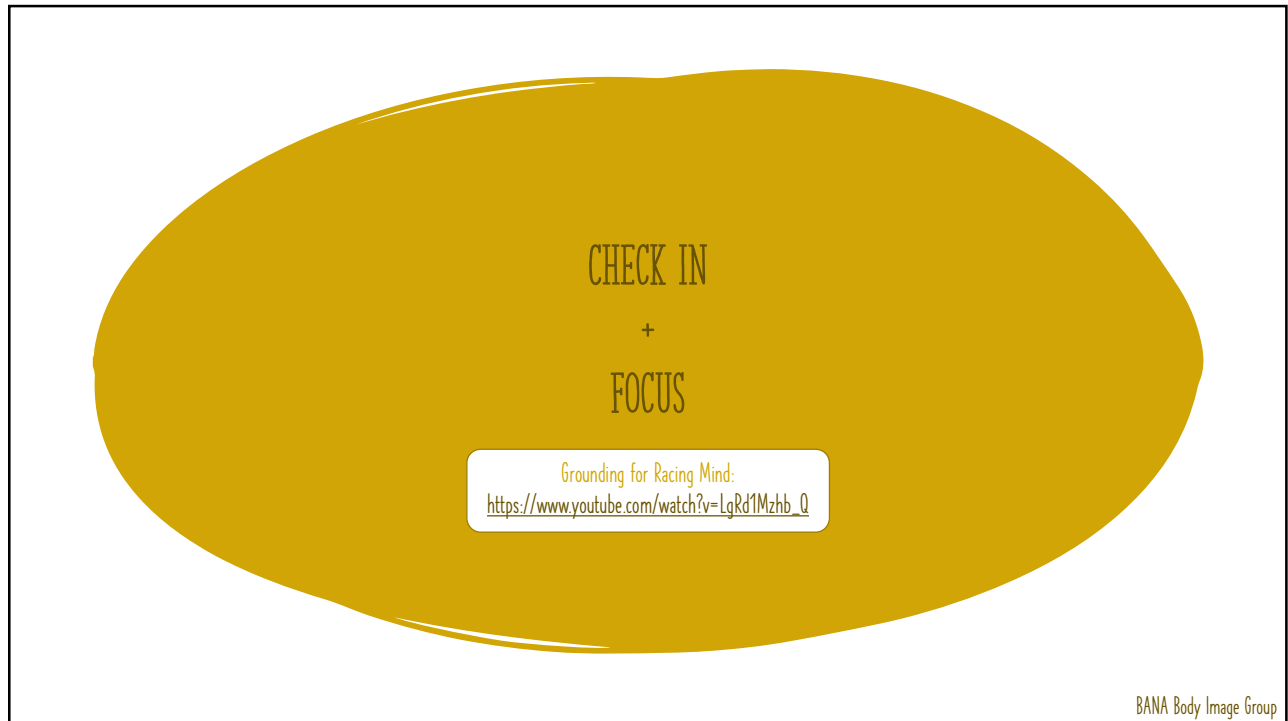 CHECK IN
+
FOCUS
Grounding for Racing Mind:
https://www.youtube.com/watch?v=LgRd1Mzhb_Q
BANA Body Image Group